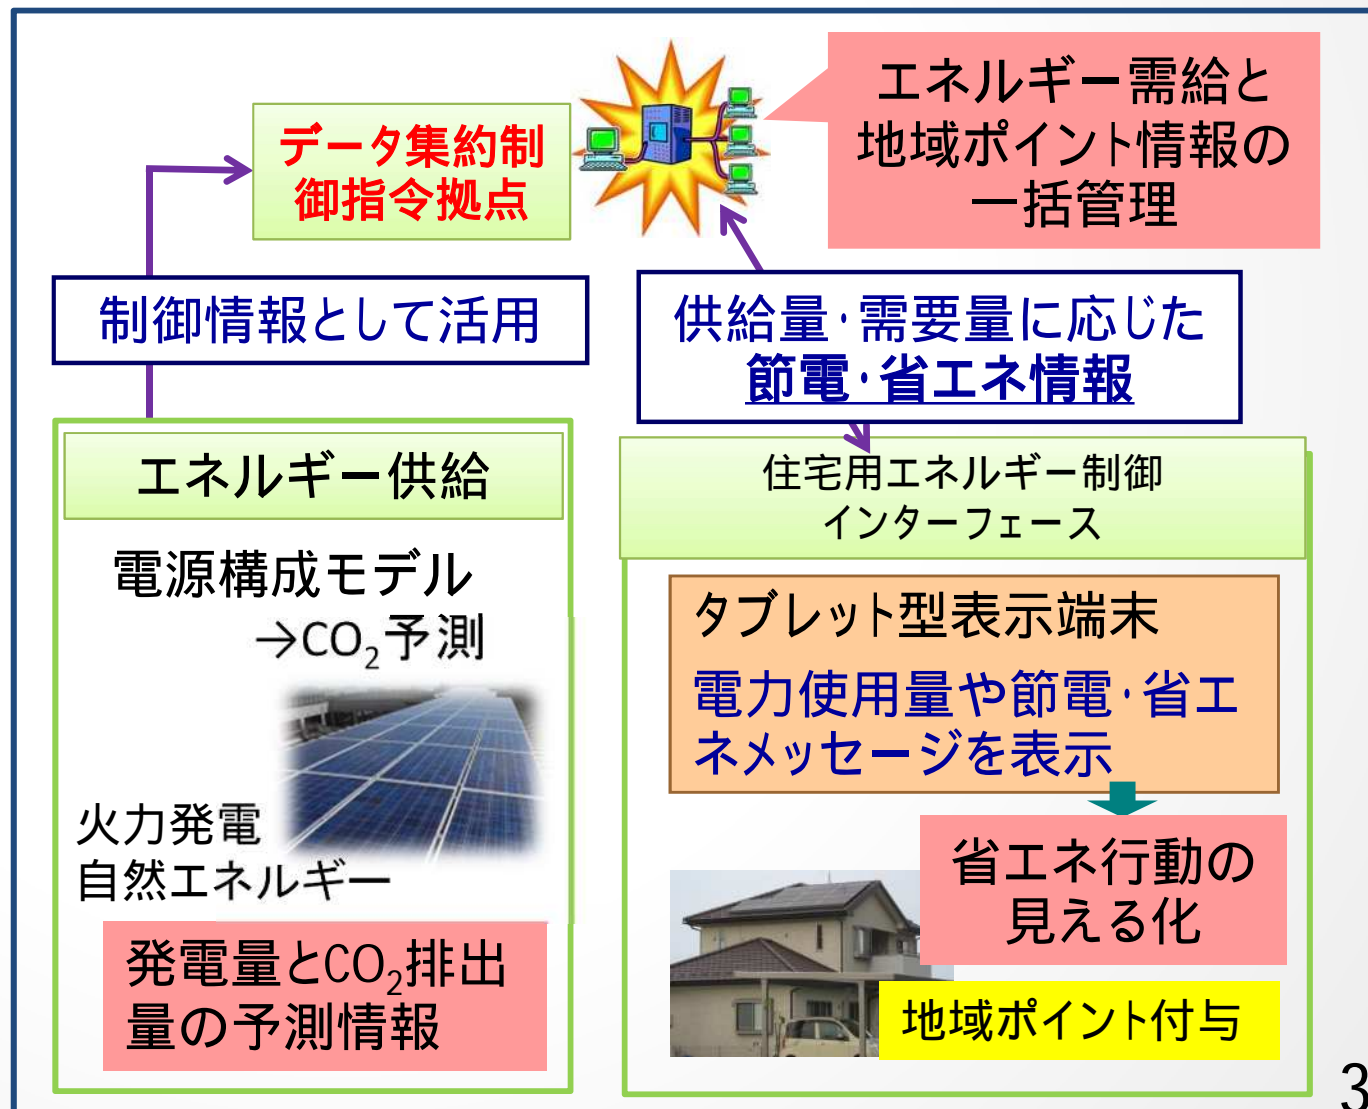 データ集約制
御指令拠点
エネルギー需給と
地域ポイント情報の
一括管理
制御情報として活用
供給量・需要量に応じた
節電・省エネ情報
エネルギー供給
電源構成モデル
→CO₂予測
火力発電
自然エネルギー
発電量とCO₂排出
量の予測情報
住宅用エネルギー制御
インターフェース
タブレット型表示端末
電力使用量や節電・省エ
ネメッセージを表示
省エネ行動の
見える化
地域ポイント付与
3